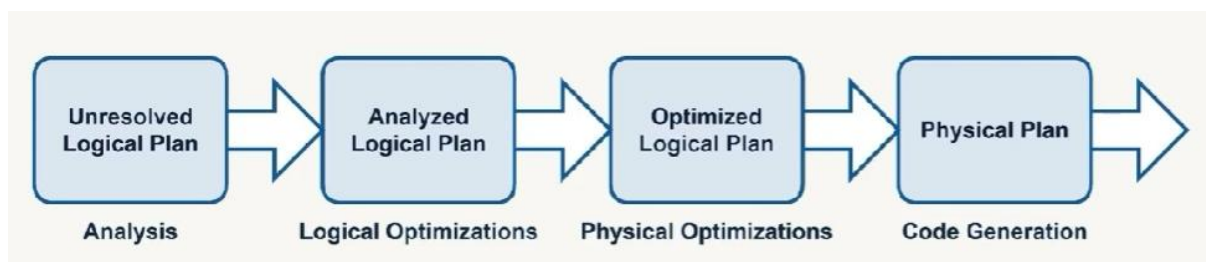 Unresolved
Logical Plan
Analyzed
Logical Plan
Optimized
Logical Plan
Physical Plan
Analysis
Logical Optimizations
Physical Optimizations
Code Generation